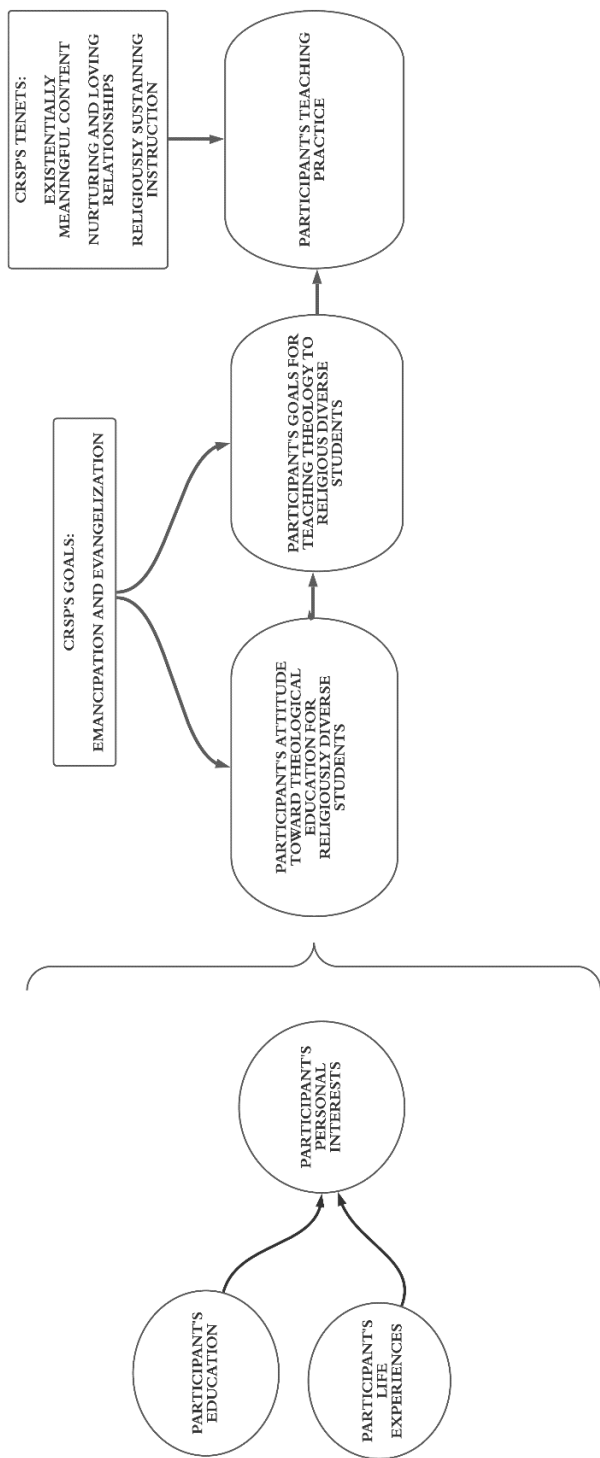 PARTICIPANT'S
EDUCATION
PARTICIPANT'S
LIFE
EXPERIENCES
PARTICIPANT'S
PERSONAL
INTERESTS
CRSP'S GOALS:
EMANCIPATION AND EVANGELIZATION
PARTICIPANT'S ATTITUDE
TOWARD THEOLOGICAL
EDUCATION FOR
RELIGIOUSLY DIVERSE
STUDENTS
PARTICIPANT'S GOALS FOR
TEACHING THEOLOGY TO
RELIGIOUS DIVERSE
STUDENTS
CRSP'S TENETS:
EXISTENTIALLY
MEANINGFUL CONTENT
NURTURING AND LOVING
RELATIONSHIPS
RELIGIOUSLY SUSTAINING
INSTRUCTION
PARTICIPANT'S TEACHING
PRACTICE